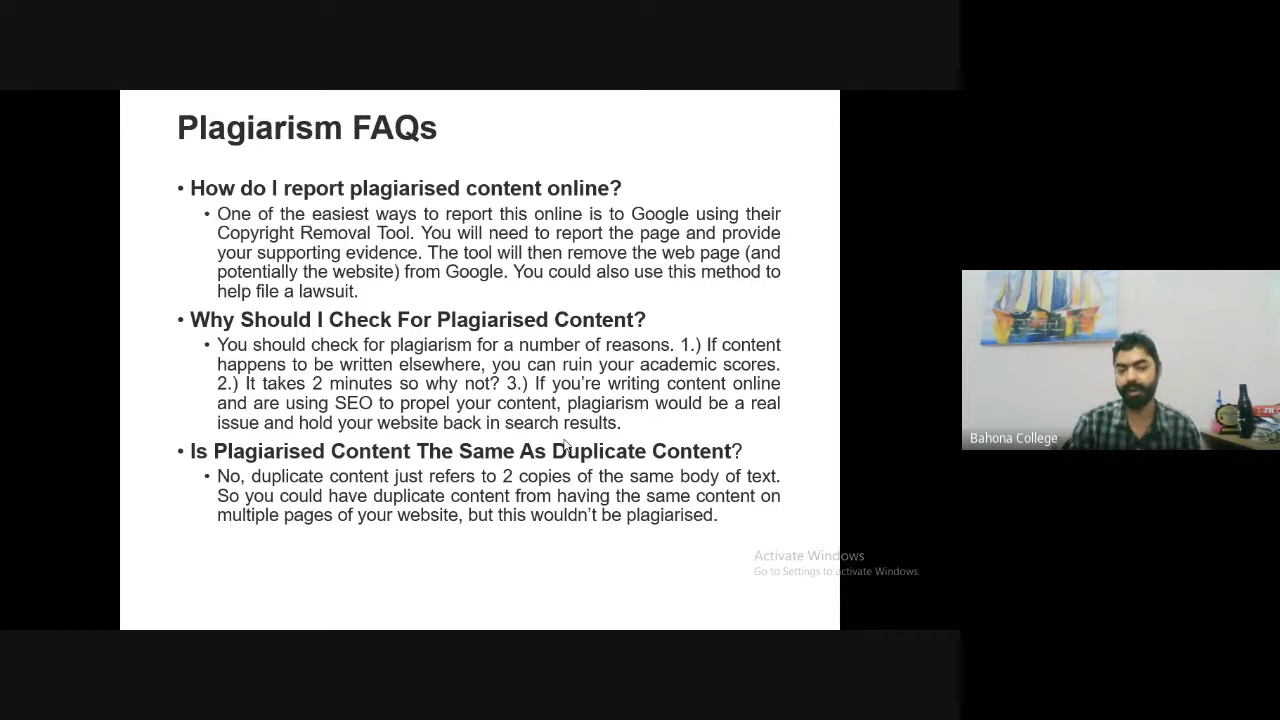 Plagiarism FAQs
• How do I report plagiarised content online?
• One of the easiest ways to report this online is to Google using their
Copyright Removal Tool. You will need to report the page and provide
your supporting evidence. The tool will then remove the web page (and
potentially the website) from Google. You could also use this method to
help file a lawsuit.
• Why Should I Check For Plagiarised Content?
• You should check for plagiarism for a number of reasons. 1.) If content
happens to be written elsewhere, you can ruin your academic scores.
2.) It takes 2 minutes so why not? 3.) If you’re writing content online
and are using SEO to propel your content, plagiarism would be a real
issue and hold your website back in search results.
• Is Plagiarised Content The Same As Duplicate Content?
• No, duplicate content just refers to 2 copies of the same body of text.
So you could have duplicate content from having the same content on
multiple pages of your website, but this wouldn’t be plagiarised.
Activate Windows
Go to Settings to activate Windows.
Bahona College